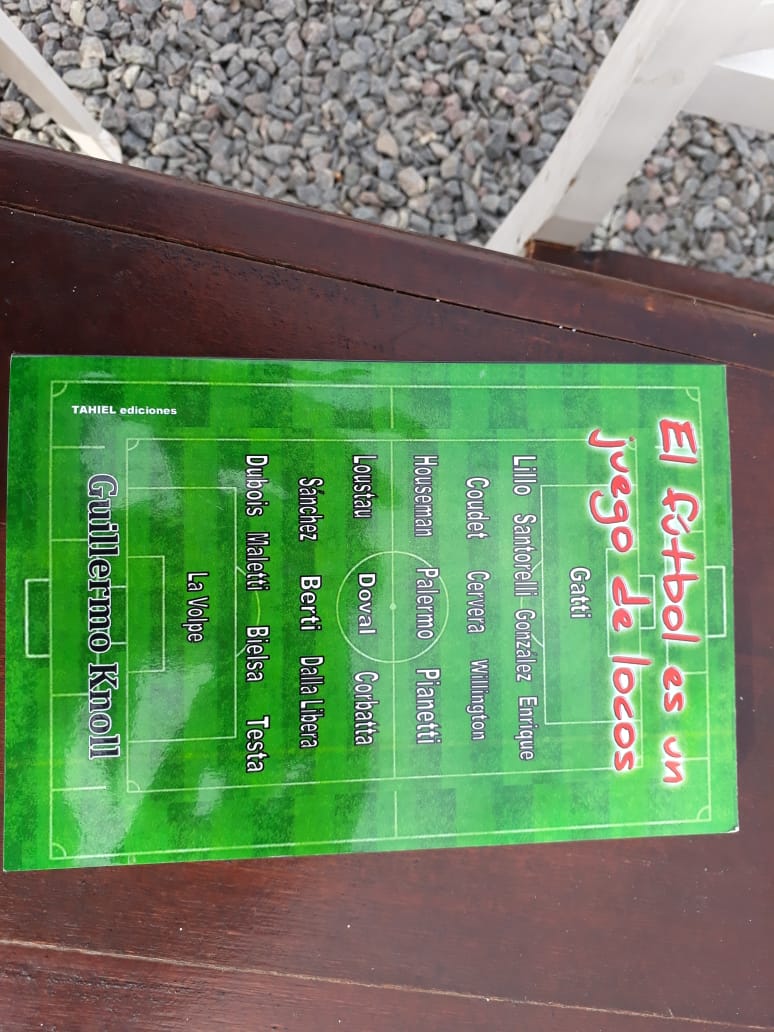 El fútbol es un
juego de locos
Gatti
Lillo Santorelli González Enrique
Coudet Cervera Willington
Houseman Palermo Pianetti
Loustau Doval Corbatta
Sánchez Berti Dalla Libera
Dubois Maletti Bielsa Testa
La Volpe
Guillermo Knoll
TAHIEL ediciones